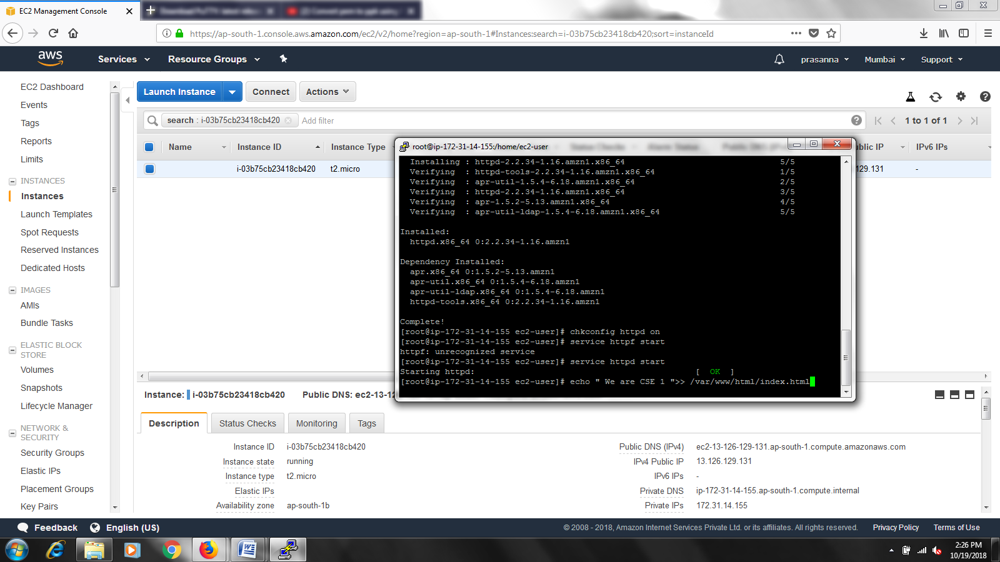 EC2 Management Console
https://ap-south-1.console.aws.amazon.com/ec2/v2/home?region=ap-south-1#Instances:search=i-03b75cb23418cb420;sort=instanceId
aws
Services
Resource Groups
prasanna
Mumbai
Support
EC2 Dashboard
Events
Tags
Reports
Limits
INSTANCES
Instances
Launch Templates
Spot Requests
Reserved Instances
Dedicated Hosts
IMAGES
AMIs
Bundle Tasks
ELASTIC BLOCK
STORE
Volumes
Snapshots
Lifecycle Manager
NETWORK &
SECURITY
Security Groups
Elastic IPs
Placement Groups
Key Pairs
Launch Instance
Connect
Actions
search : i-03b75cb23418cb420
Add filter
1 to 1 of 1
Name
Instance ID
Instance Type
IPv6 IPs
i-03b75cb23418cb420
t2.micro
-
root@ip-172-31-14-155:/home/ec2-user
Installing : httpd-2.2.34-1.16.amzn1.x86_64 5/5
Verifying : httpd-tools-2.2.34-1.16.amzn1.x86_64 1/5
Verifying : apr-util-1.5.4-6.18.amzn1.x86_64 2/5
Verifying : httpd-2.2.34-1.16.amzn1.x86_64 3/5
Verifying : apr-1.5.2-5.13.amzn1.x86_64 4/5
Verifying : apr-util-ldap-1.5.4-6.18.amzn1.x86_64 5/5
Installed:
httpd.x86_64 0:2.2.34-1.16.amzn1
Dependency Installed:
apr.x86_64 0:1.5.2-5.13.amzn1
apr-util.x86_64 0:1.5.4-6.18.amzn1
apr-util-ldap.x86_64 0:1.5.4-6.18.amzn1
httpd-tools.x86_64 0:2.2.34-1.16.amzn1
Complete!
[root@ip-172-31-14-155 ec2-user]# chkconfig httpd on
[root@ip-172-31-14-155 ec2-user]# service httpf start
httpf: unrecognized service
[root@ip-172-31-14-155 ec2-user]# service httpd start
Starting httpd: [ OK ]
[root@ip-172-31-14-155 ec2-user]# echo " We are CSE 1 ">> /var/www/html/index.html
Instance: i-03b75cb23418cb420
Public DNS: ec2-13-12
Description
Status Checks
Monitoring
Tags
Instance ID i-03b75cb23418cb420
Instance state running
Instance type t2.micro
Elastic IPs
Availability zone ap-south-1b
Public DNS (IPv4) ec2-13-126-129-131.ap-south-1.compute.amazonaws.com
IPv4 Public IP 13.126.129.131
IPv6 IPs -
Private DNS ip-172-31-14-155.ap-south-1.compute.internal
Private IPs 172.31.14.155
Feedback
English (US)
© 2008 - 2018, Amazon Internet Services Private Ltd. or its affiliates. All rights reserved.
Privacy Policy
Terms of Use
2:26 PM
10/19/2018